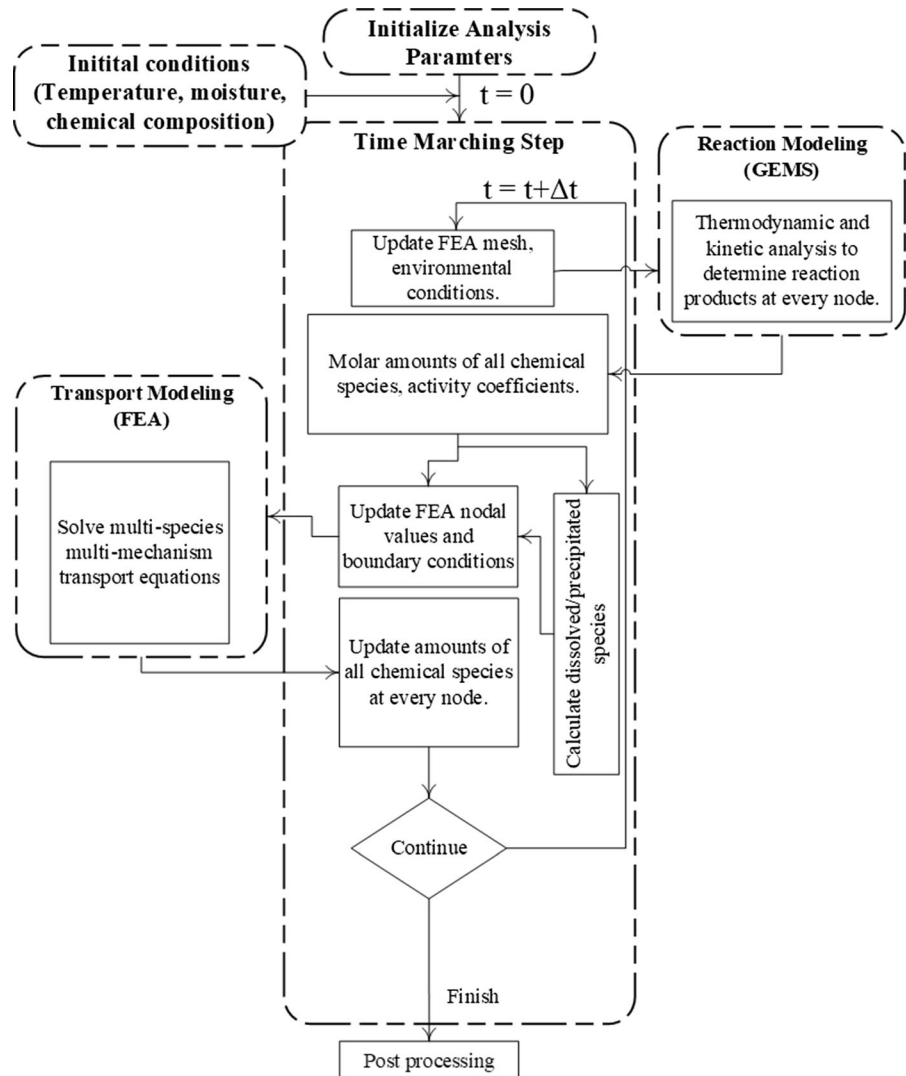 Initialize Analysis
Paramters
Initital conditions
(Temperature, moisture,
chemical composition)
t = 0
Time Marching Step
Reaction Modeling
(GEMS)
t = t+Δt
Update FEA mesh,
environmental
conditions.
Thermodynamic and
kinetic analysis to
determine reaction
products at every node.
Molar amounts of all chemical
species, activity coefficients.
Transport Modeling
(FEA)
Solve multi-species
multi-mechanism
transport equations
Update FEA nodal
values and
boundary conditions
Calculate dissolved/precipitated
species
Update amounts of
all chemical species
at every node.
Continue
Finish
Post processing